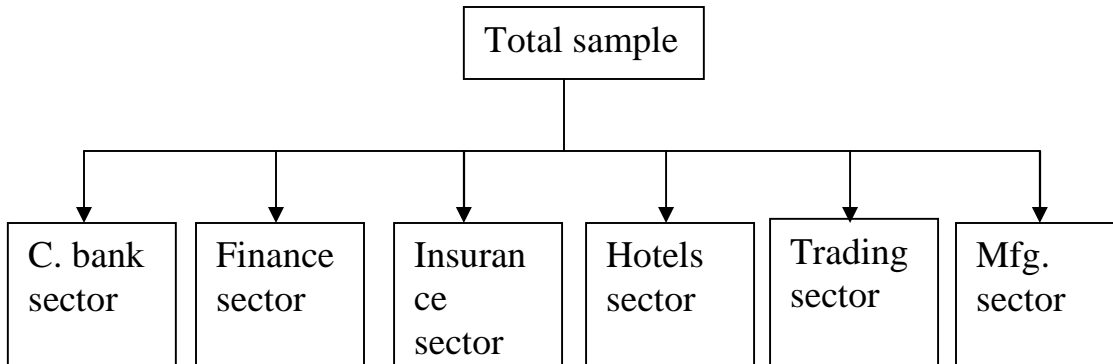 Total sample
C. bank
sector
Finance
sector
Insuran
ce
sector
Hotels
sector
Trading
sector
Mfg.
sector